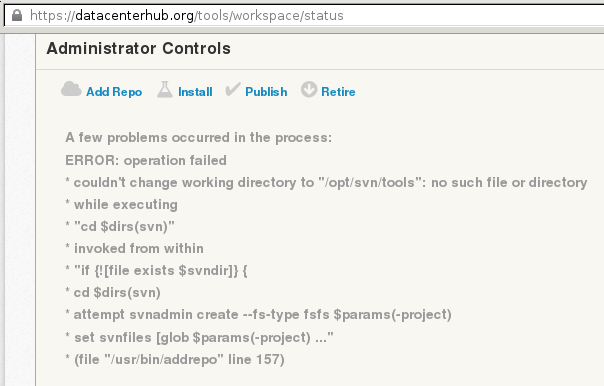 https://datacenterhub.org/tools/workspace/status
Administrator Controls
Add Repo Install Publish Retire
A few problems occurred in the process:
ERROR: operation failed
* couldn't change working directory to "/opt/svn/tools": no such file or directory
* while executing
* "cd $dirs(svn)"
* invoked from within
* "if {![file exists $svndir]} {
* cd $dirs(svn)
* attempt svnadmin create --fs-type fsfs $params(-project)
* set svnfiles [glob $params(-project) ..."
* (file "/usr/bin/addrepo" line 157)